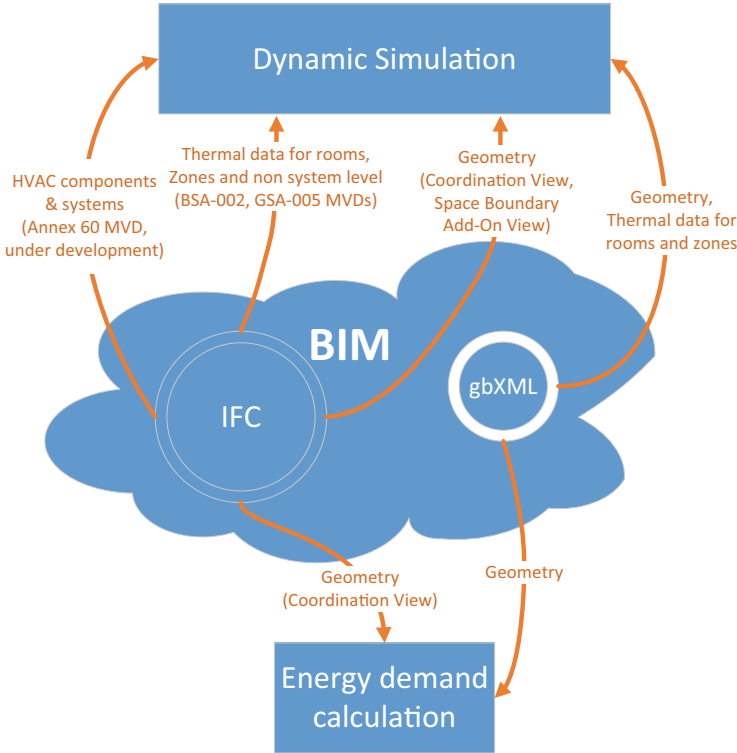 Dynamic Simulation
HVAC components
& systems
(Annex 60 MVD,
under development)
Thermal data for rooms,
Zones and non system level
(BSA-002, GSA-005 MVDs)
Geometry
(Coordination View,
Space Boundary
Add-On View)
Geometry,
Thermal data for
rooms and zones
BIM
IFC
gbXML
Geometry
(Coordination View)
Geometry
Energy demand
calculation